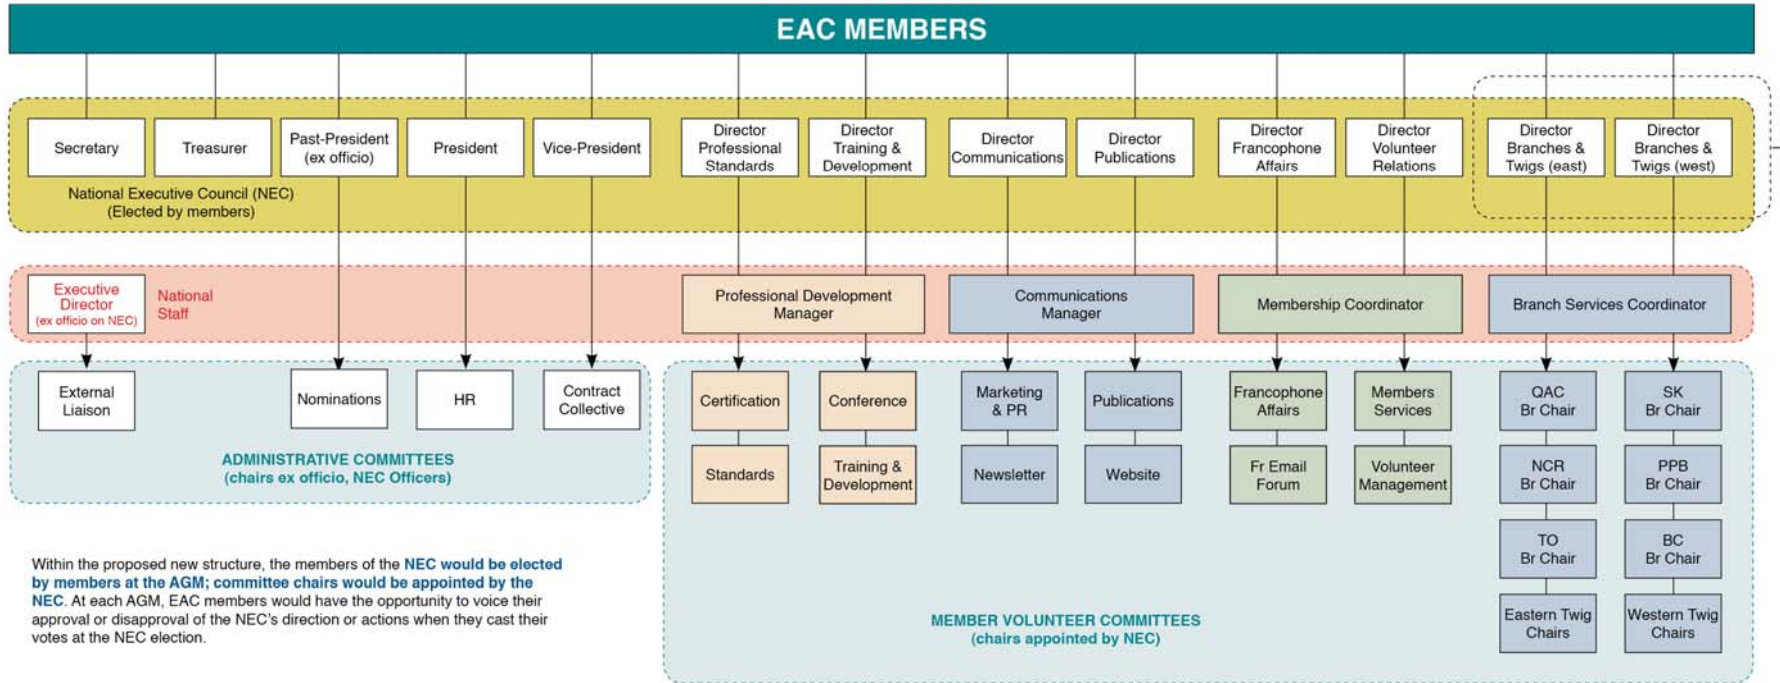 EAC MEMBERS
Secretary
Treasurer
Past-President
(ex officio)
President
Vice-President
Director
Professional
Standards
Director
Training &
Development
Director
Communications
Director
Publications
Director
Francophone
Affairs
Director
Volunteer
Relations
Director
Branches &
Twigs (east)
Director
Branches &
Twigs (west)
National Executive Council (NEC)
(Elected by members)
Executive
Director
(ex officio on NEC)
National
Staff
Professional Development
Manager
Communications
Manager
Membership Coordinator
Branch Services Coordinator
External
Liaison
Nominations
HR
Contract
Collective
ADMINISTRATIVE COMMITTEES
(chairs ex officio, NEC Officers)
Certification
Conference
Marketing
& PR
Publications
Francophone
Affairs
Members
Services
QAC
Br Chair
SK
Br Chair
Standards
Training &
Development
Newsletter
Website
Fr Email
Forum
Volunteer
Management
NCR
Br Chair
PPB
Br Chair
TO
Br Chair
BC
Br Chair
Eastern Twig
Chairs
Western Twig
Chairs
MEMBER VOLUNTEER COMMITTEES
(chairs appointed by NEC)
Within the proposed new structure, the members of the NEC would be elected
by members at the AGM; committee chairs would be appointed by the
NEC. At each AGM, EAC members would have the opportunity to voice their
approval or disapproval of the NEC's direction or actions when they cast their
votes at the NEC election.